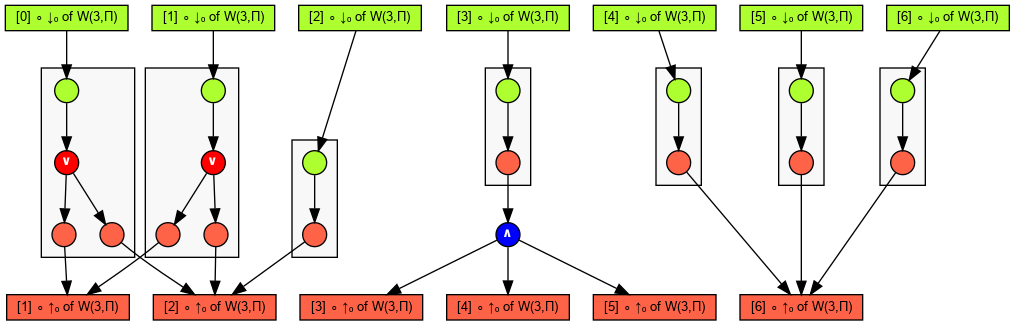 [0] ∘ ↓₀ of W(3,Π)
[1] ∘ ↓₀ of W(3,Π)
[2] ∘ ↓₀ of W(3,Π)
[3] ∘ ↓₀ of W(3,Π)
[4] ∘ ↓₀ of W(3,Π)
[5] ∘ ↓₀ of W(3,Π)
[6] ∘ ↓₀ of W(3,Π)
∨
∨
∧
[1] ∘ ↑₀ of W(3,Π)
[2] ∘ ↑₀ of W(3,Π)
[3] ∘ ↑₀ of W(3,Π)
[4] ∘ ↑₀ of W(3,Π)
[5] ∘ ↑₀ of W(3,Π)
[6] ∘ ↑₀ of W(3,Π)